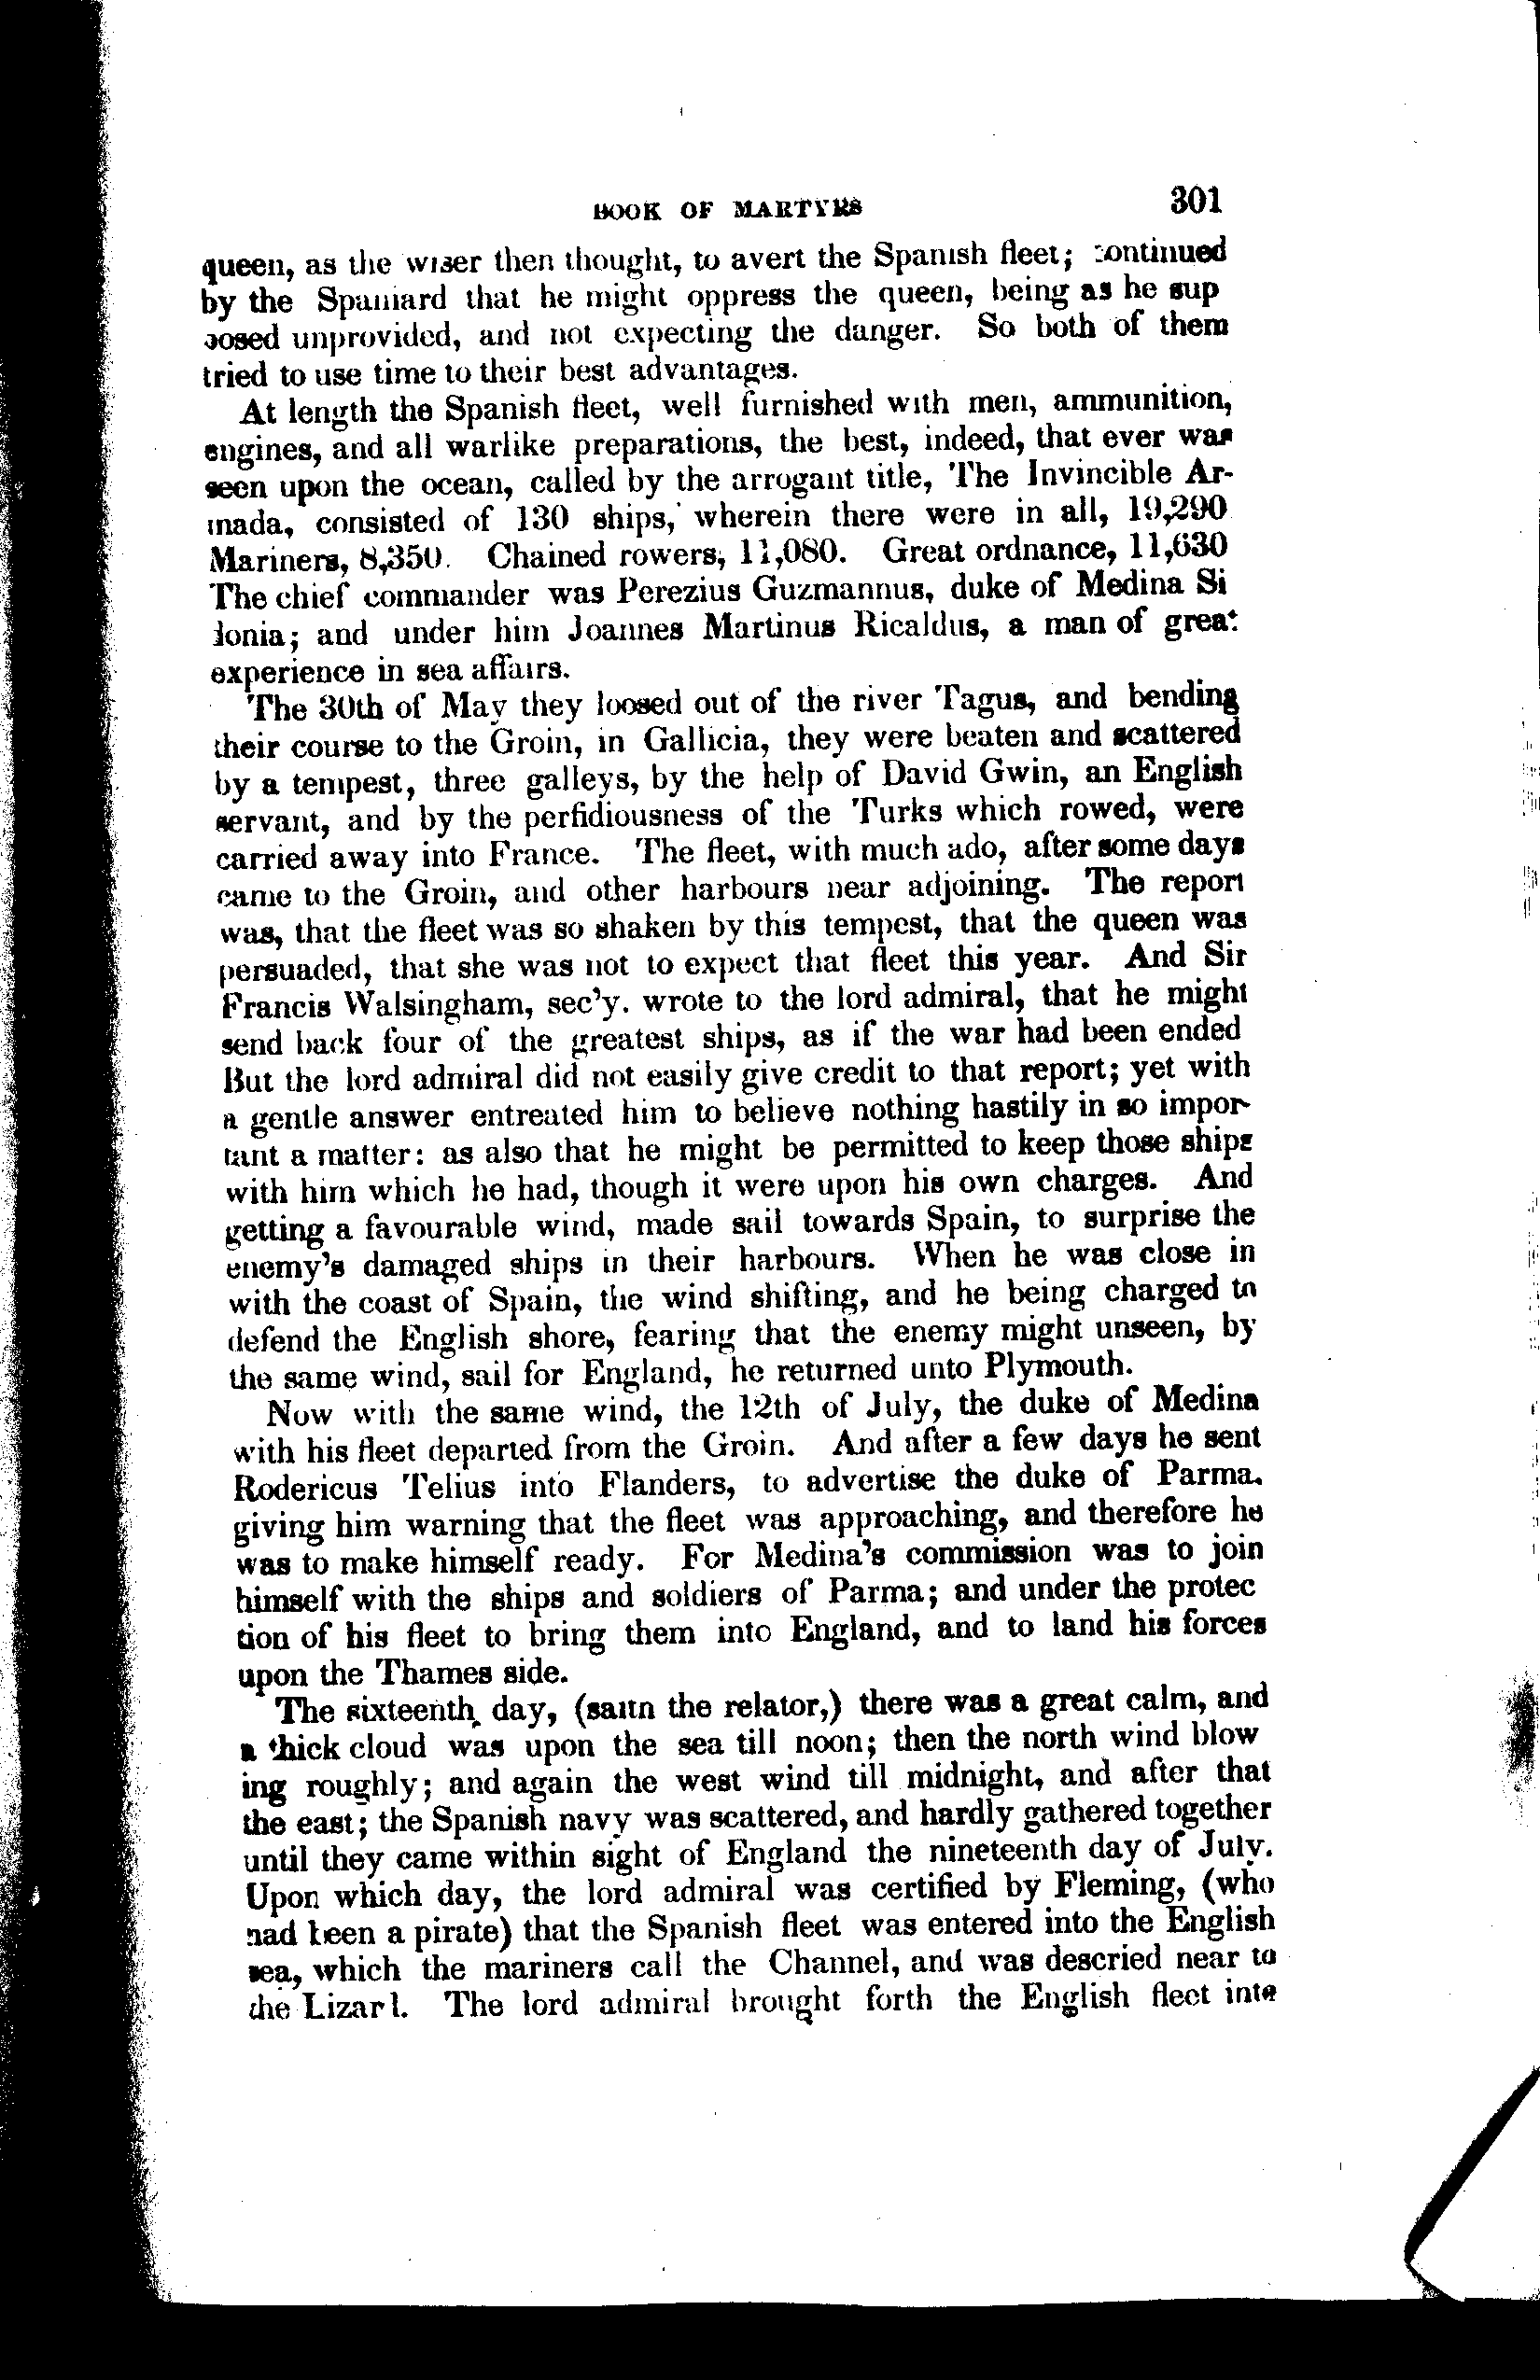 BOOK OF MARTYRS 301
queen, as the wiser then thought, to avert the Spanish fleet; continued
by the Spaniard that he might oppress the queen, being as he sup
posed unprovided, and not expecting the danger. So both of them
tried to use time to their best advantages.
At length the Spanish fleet, well furnished with men, ammunition,
engines, and all warlike preparations, the best, indeed, that ever was
seen upon the ocean, called by the arrogant title, The Invincible Ar-
mada, consisted of 130 ships, wherein there were in all, 19,290
Mariners, 8,350. Chained rowers, 11,080. Great ordnance, 11,630
The chief commander was Perezius Guzmannus, duke of Medina Si
donia; and under him Joannes Martinus Ricaldus, a man of great
experience in sea affairs.
The 30th of May they loosed out of the river Tagus, and bending
their course to the Groin, in Gallicia, they were beaten and scattered
by a tempest, three galleys, by the help of David Gwin, an English
servant, and by the perfidiousness of the Turks which rowed, were
carried away into France. The fleet, with much ado, after some days
came to the Groin, and other harbours near adjoining. The report
was, that the fleet was so shaken by this tempest, that the queen was
persuaded, that she was not to expect that fleet this year. And Sir
Francis Walsingham, sec'y. wrote to the lord admiral, that he might
send back four of the greatest ships, as if the war had been ended
But the lord admiral did not easily give credit to that report; yet with
a gentle answer entreated him to believe nothing hastily in so impor-
tant a matter: as also that he might be permitted to keep those ships
with him which he had, though it were upon his own charges. And
getting a favourable wind, made sail towards Spain, to surprise the
enemy's damaged ships in their harbours. When he was close in
with the coast of Spain, the wind shifting, and he being charged to
defend the English shore, fearing that the enemy might unseen, by
the same wind, sail for England, he returned unto Plymouth.
Now with the same wind, the 12th of July, the duke of Medina
with his fleet departed from the Groin. And after a few days he sent
Rodericus Telius into Flanders, to advertise the duke of Parma,
giving him warning that the fleet was approaching, and therefore he
was to make himself ready. For Medina's commission was to join
himself with the ships and soldiers of Parma; and under the protec
tion of his fleet to bring them into England, and to land his forces
upon the Thames side.
The sixteenth day, (saith the relator,) there was a great calm, and
a thick cloud was upon the sea till noon; then the north wind blow
ing roughly; and again the west wind till midnight, and after that
the east; the Spanish navy was scattered, and hardly gathered together
until they came within sight of England the nineteenth day of July.
Upon which day, the lord admiral was certified by Fleming, (who
had been a pirate) that the Spanish fleet was entered into the English
sea, which the mariners call the Channel, and was descried near to
the Lizard. The lord admiral brought forth the English fleet into